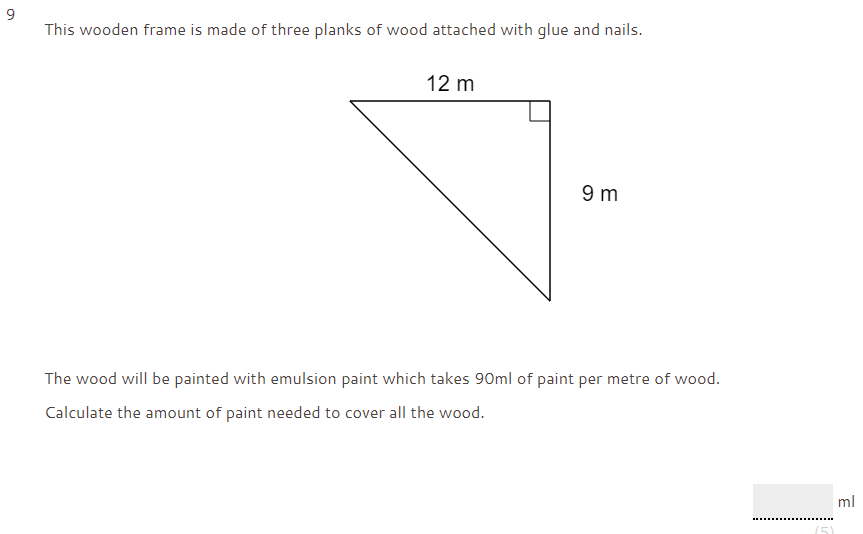 9
This wooden frame is made of three planks of wood attached with glue and nails.
12 m
9 m
The wood will be painted with emulsion paint which takes 90ml of paint per metre of wood.
Calculate the amount of paint needed to cover all the wood.
ml
(5)